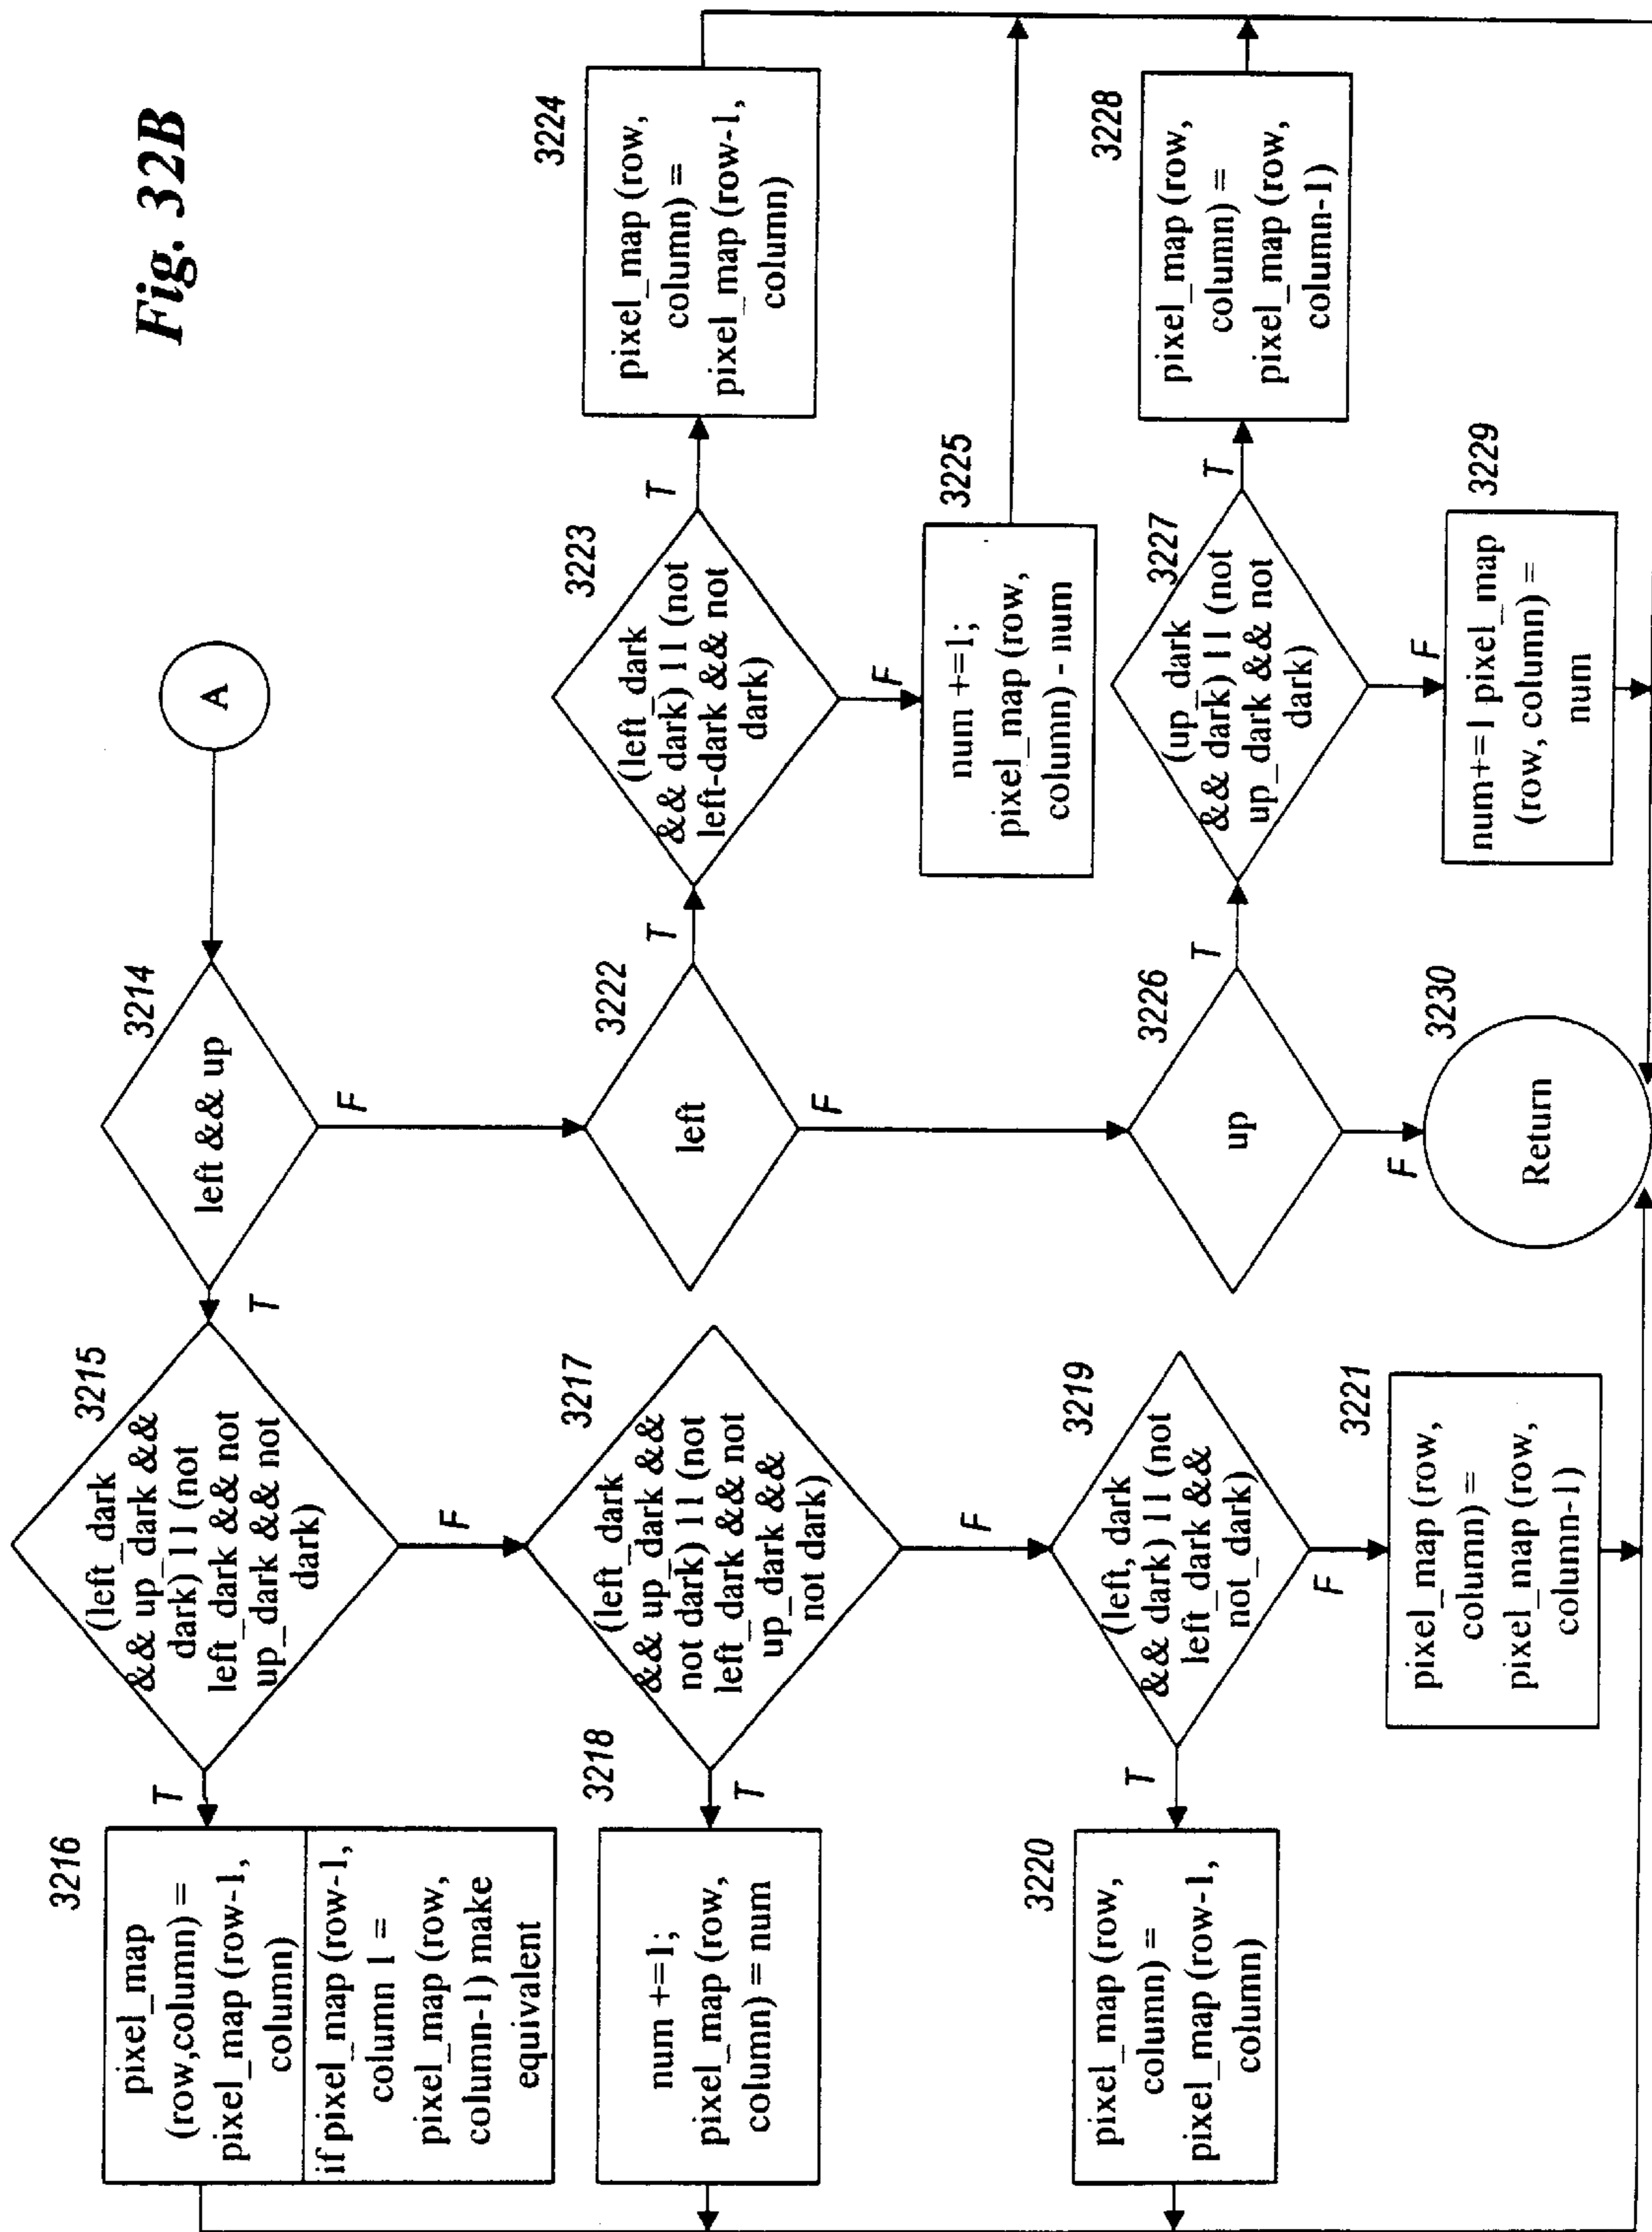 Fig. 32B
A
3214
left && up
T
F
3215
(left_dark
&& up_dark &&
dark) 11 (not
left_dark && not
up_dark && not
dark)
T
F
3216
pixel_map
(row,column) =
pixel_map (row-1,
column)
if pixel_map (row-1,
column 1 =
pixel_map (row,
column-1) make
equivalent
3217
(left_dark
&& up_dark &&
not dark) 11 (not
left_dark && not
up_dark &&
not dark)
T
F
3218
num +=1;
pixel_map (row,
column) = num
3219
(left, dark
&& dark) 11 (not
left_dark &&
not_dark)
T
F
3220
pixel_map (row,
column) =
pixel_map (row-1,
column)
3221
pixel_map (row,
column) =
pixel_map (row,
column-1)
3222
left
T
F
3223
(left_dark
&& dark) 11 (not
left-dark && not
dark)
T
F
3224
pixel_map (row,
column) =
pixel_map (row-1,
column)
3225
num +=1;
pixel_map (row,
column) - num
3226
up
T
F
3227
(up_dark
&& dark) 11 (not
up_dark && not
dark)
T
F
3228
pixel_map (row,
column) =
pixel_map (row,
column-1)
3229
num+=1 pixel_map
(row, column) =
num
3230
Return